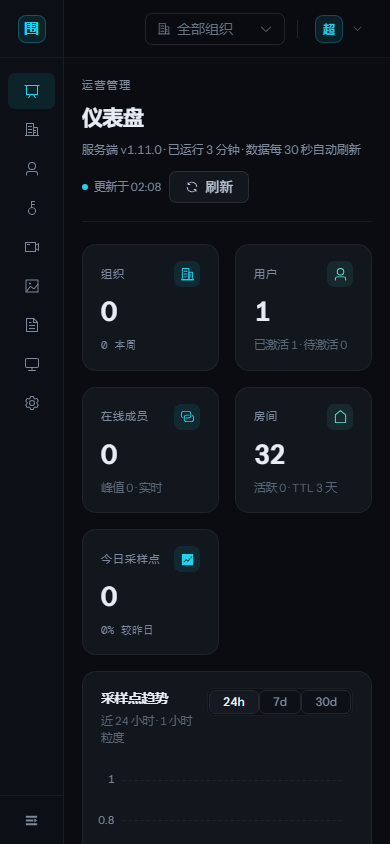 围
全部组织
超
运营管理
仪表盘
服务端 v1.11.0 · 已运行 3 分钟 · 数据每 30 秒自动刷新
更新于 02:08
刷新
组织
0
0 本周
用户
1
已激活 1 · 待激活 0
在线成员
0
峰值 0 · 实时
房间
32
活跃 0 · TTL 3 天
今日采样点
0
0% 较昨日
采样点趋势
24h
7d
30d
近 24 小时 · 1 小时
粒度
1
0.8